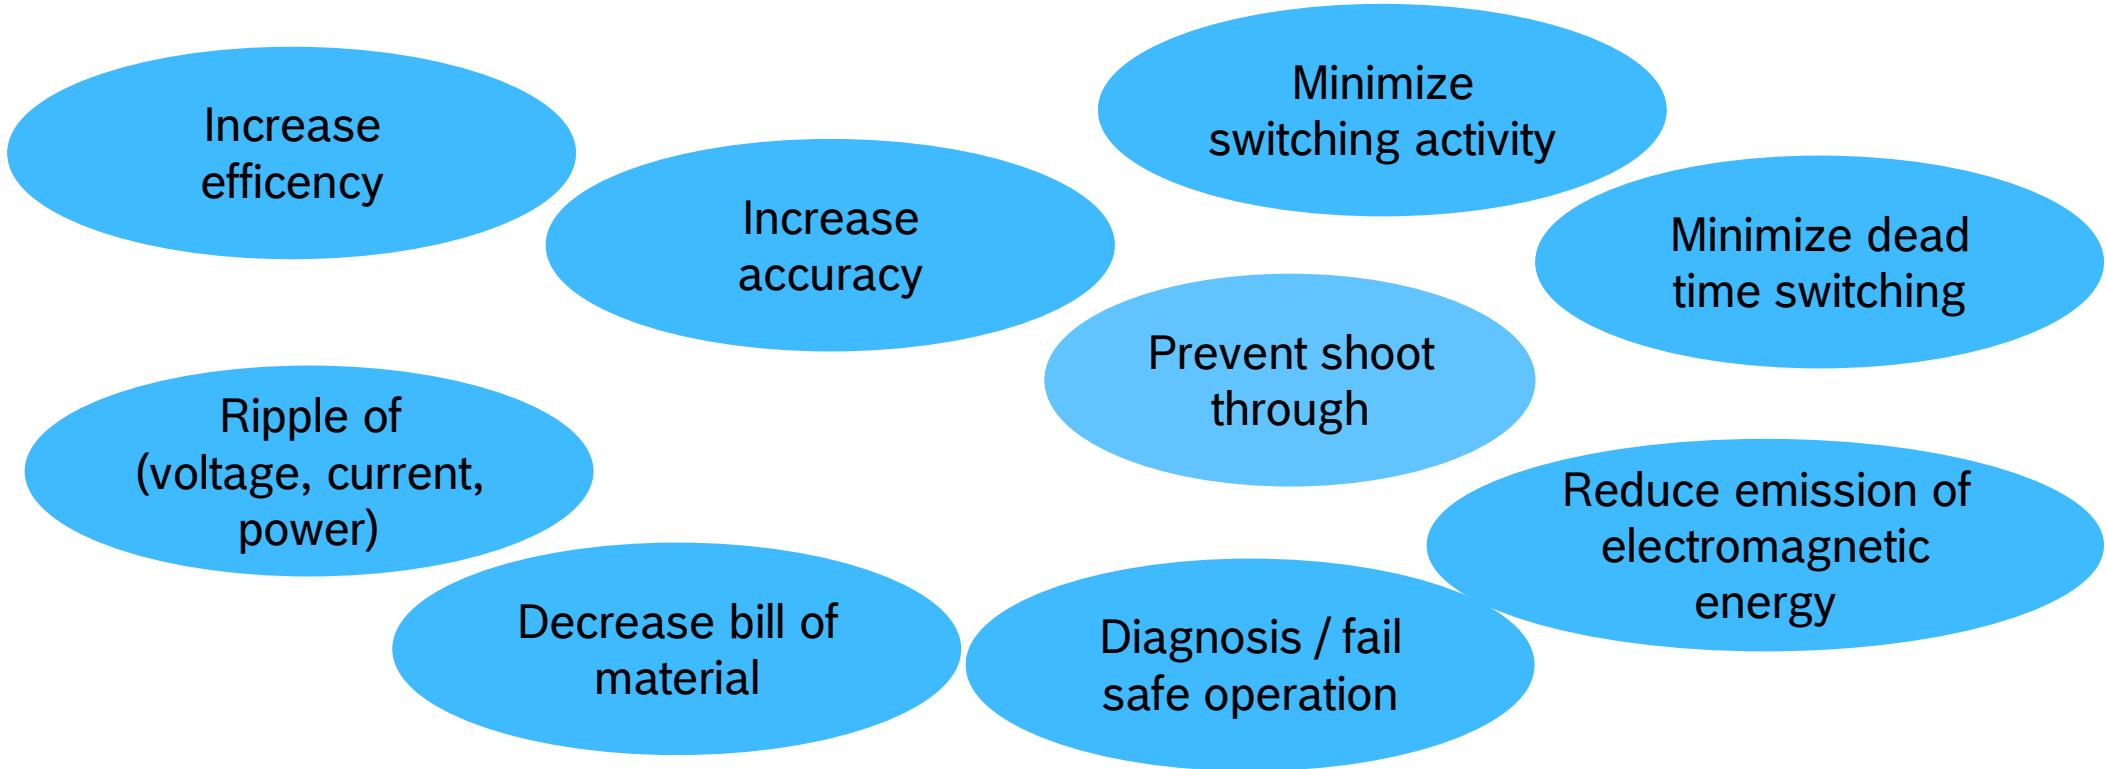 Increase
efficency
Increase
accuracy
Minimize
switching activity
Minimize dead
time switching
Prevent shoot
through
Ripple of
(voltage, current,
power)
Decrease bill of
material
Diagnosis / fail
safe operation
Reduce emission of
electromagnetic
energy